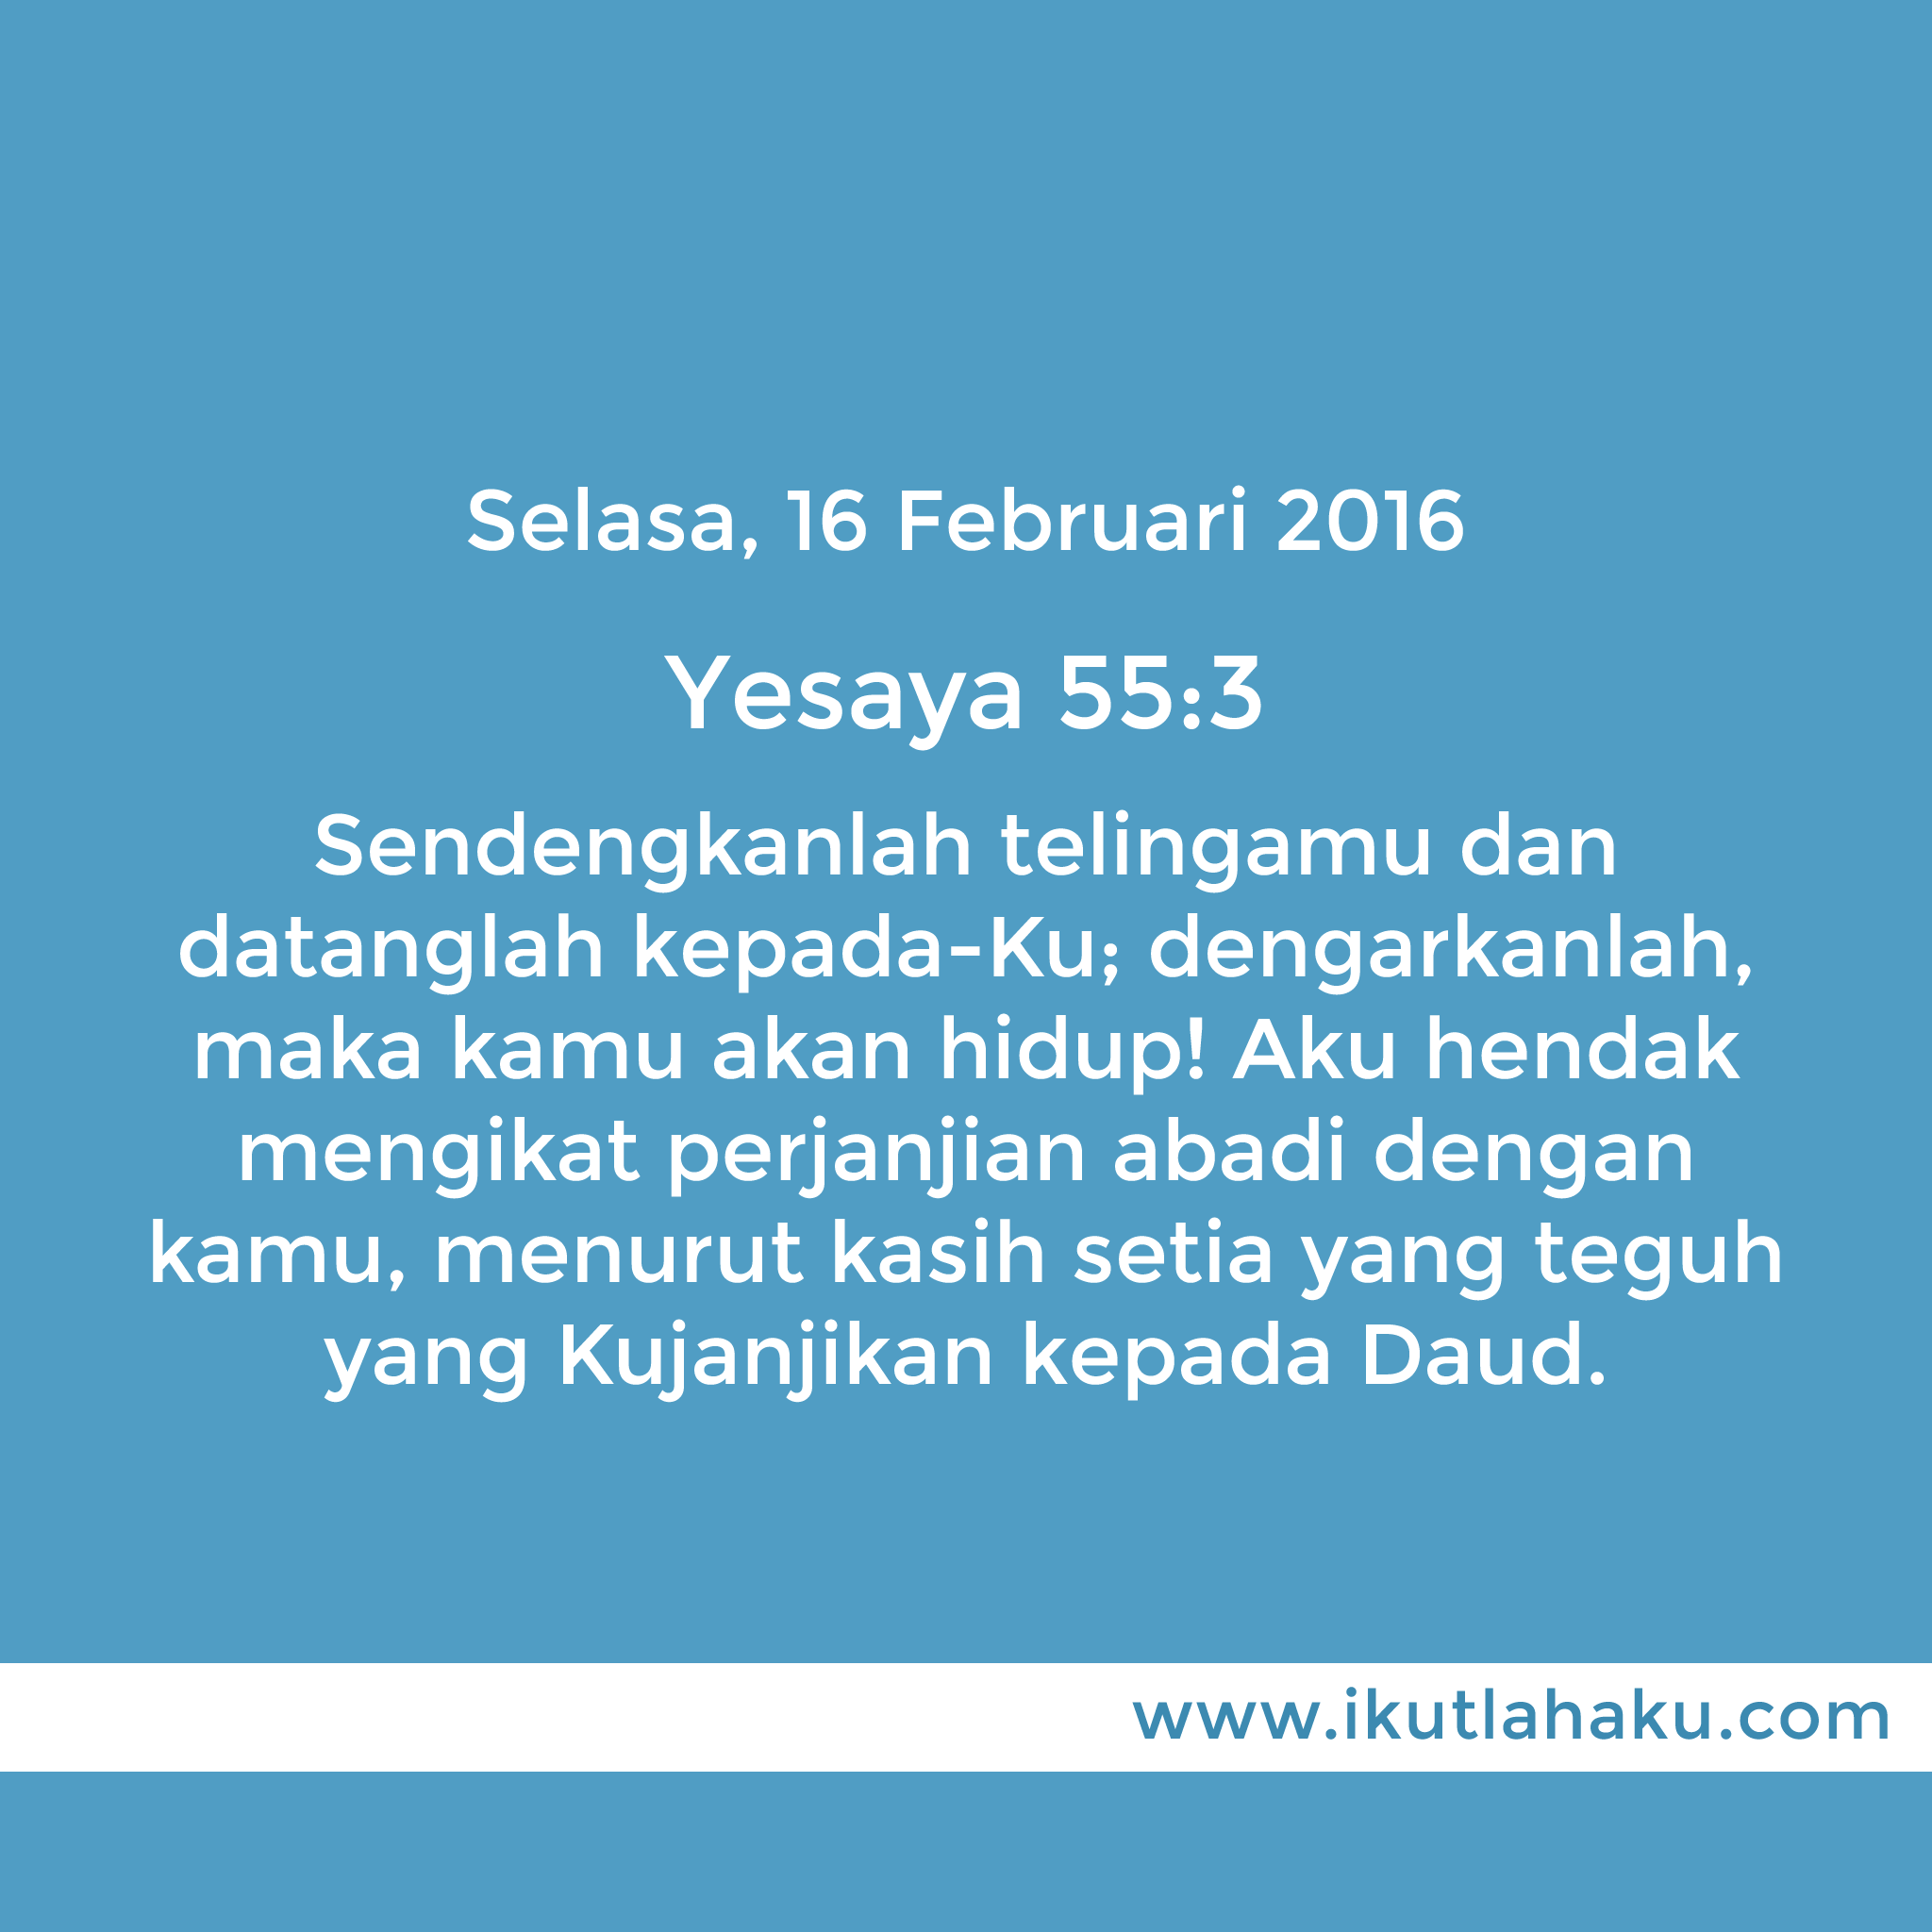 Selasa, 16 Februari 2016
Yesaya 55:3
Sendengkanlah telingamu dan
datanglah kepada-Ku; dengarkanlah,
maka kamu akan hidup! Aku hendak
mengikat perjanjian abadi dengan
kamu, menurut kasih setia yang teguh
yang Kujanjikan kepada Daud.
www.ikutlahaku.com